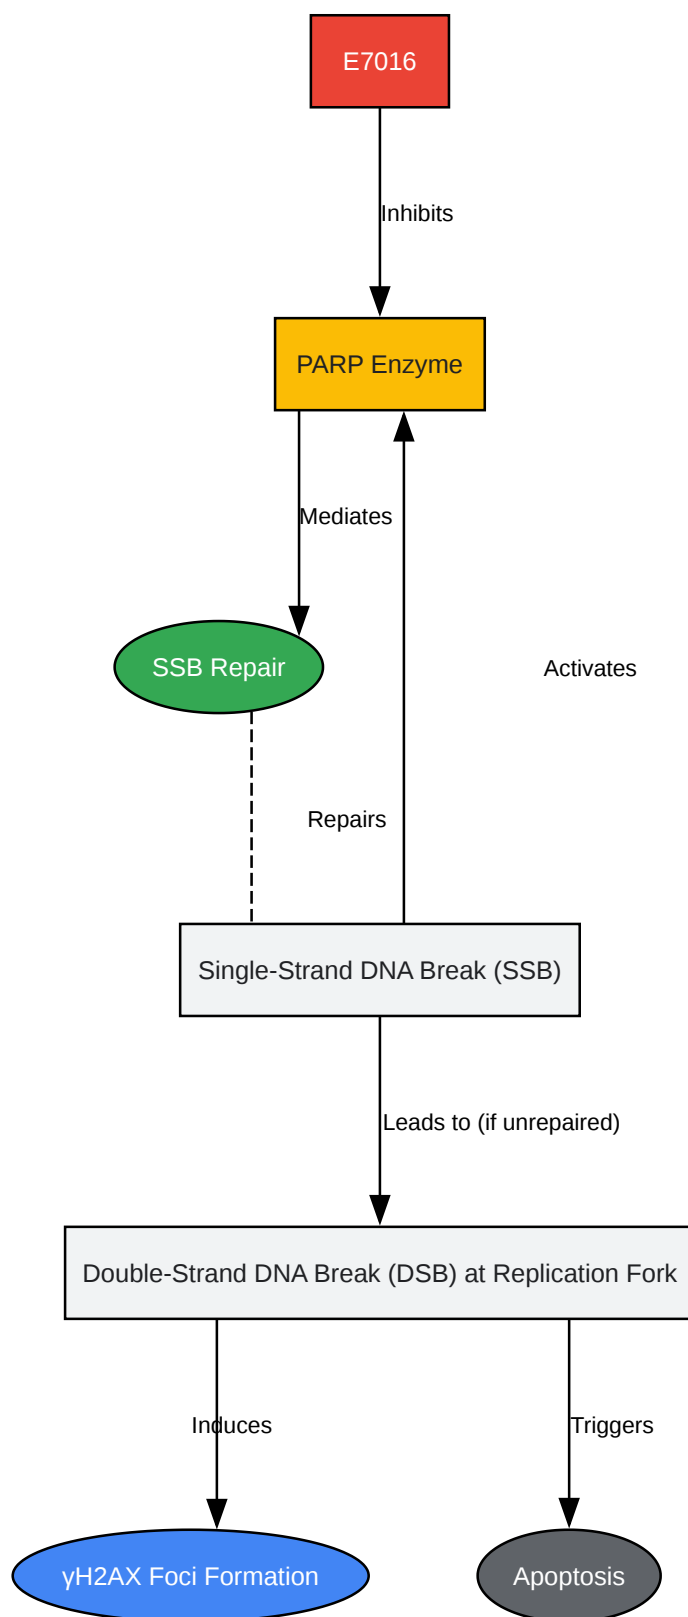 E7016
Inhibits
PARP Enzyme
Mediates
SSB Repair
Activates
Repairs
Single-Strand DNA Break (SSB)
Leads to (if unrepaired)
Double-Strand DNA Break (DSB) at Replication Fork
Induces
Triggers
γH2AX Foci Formation
Apoptosis